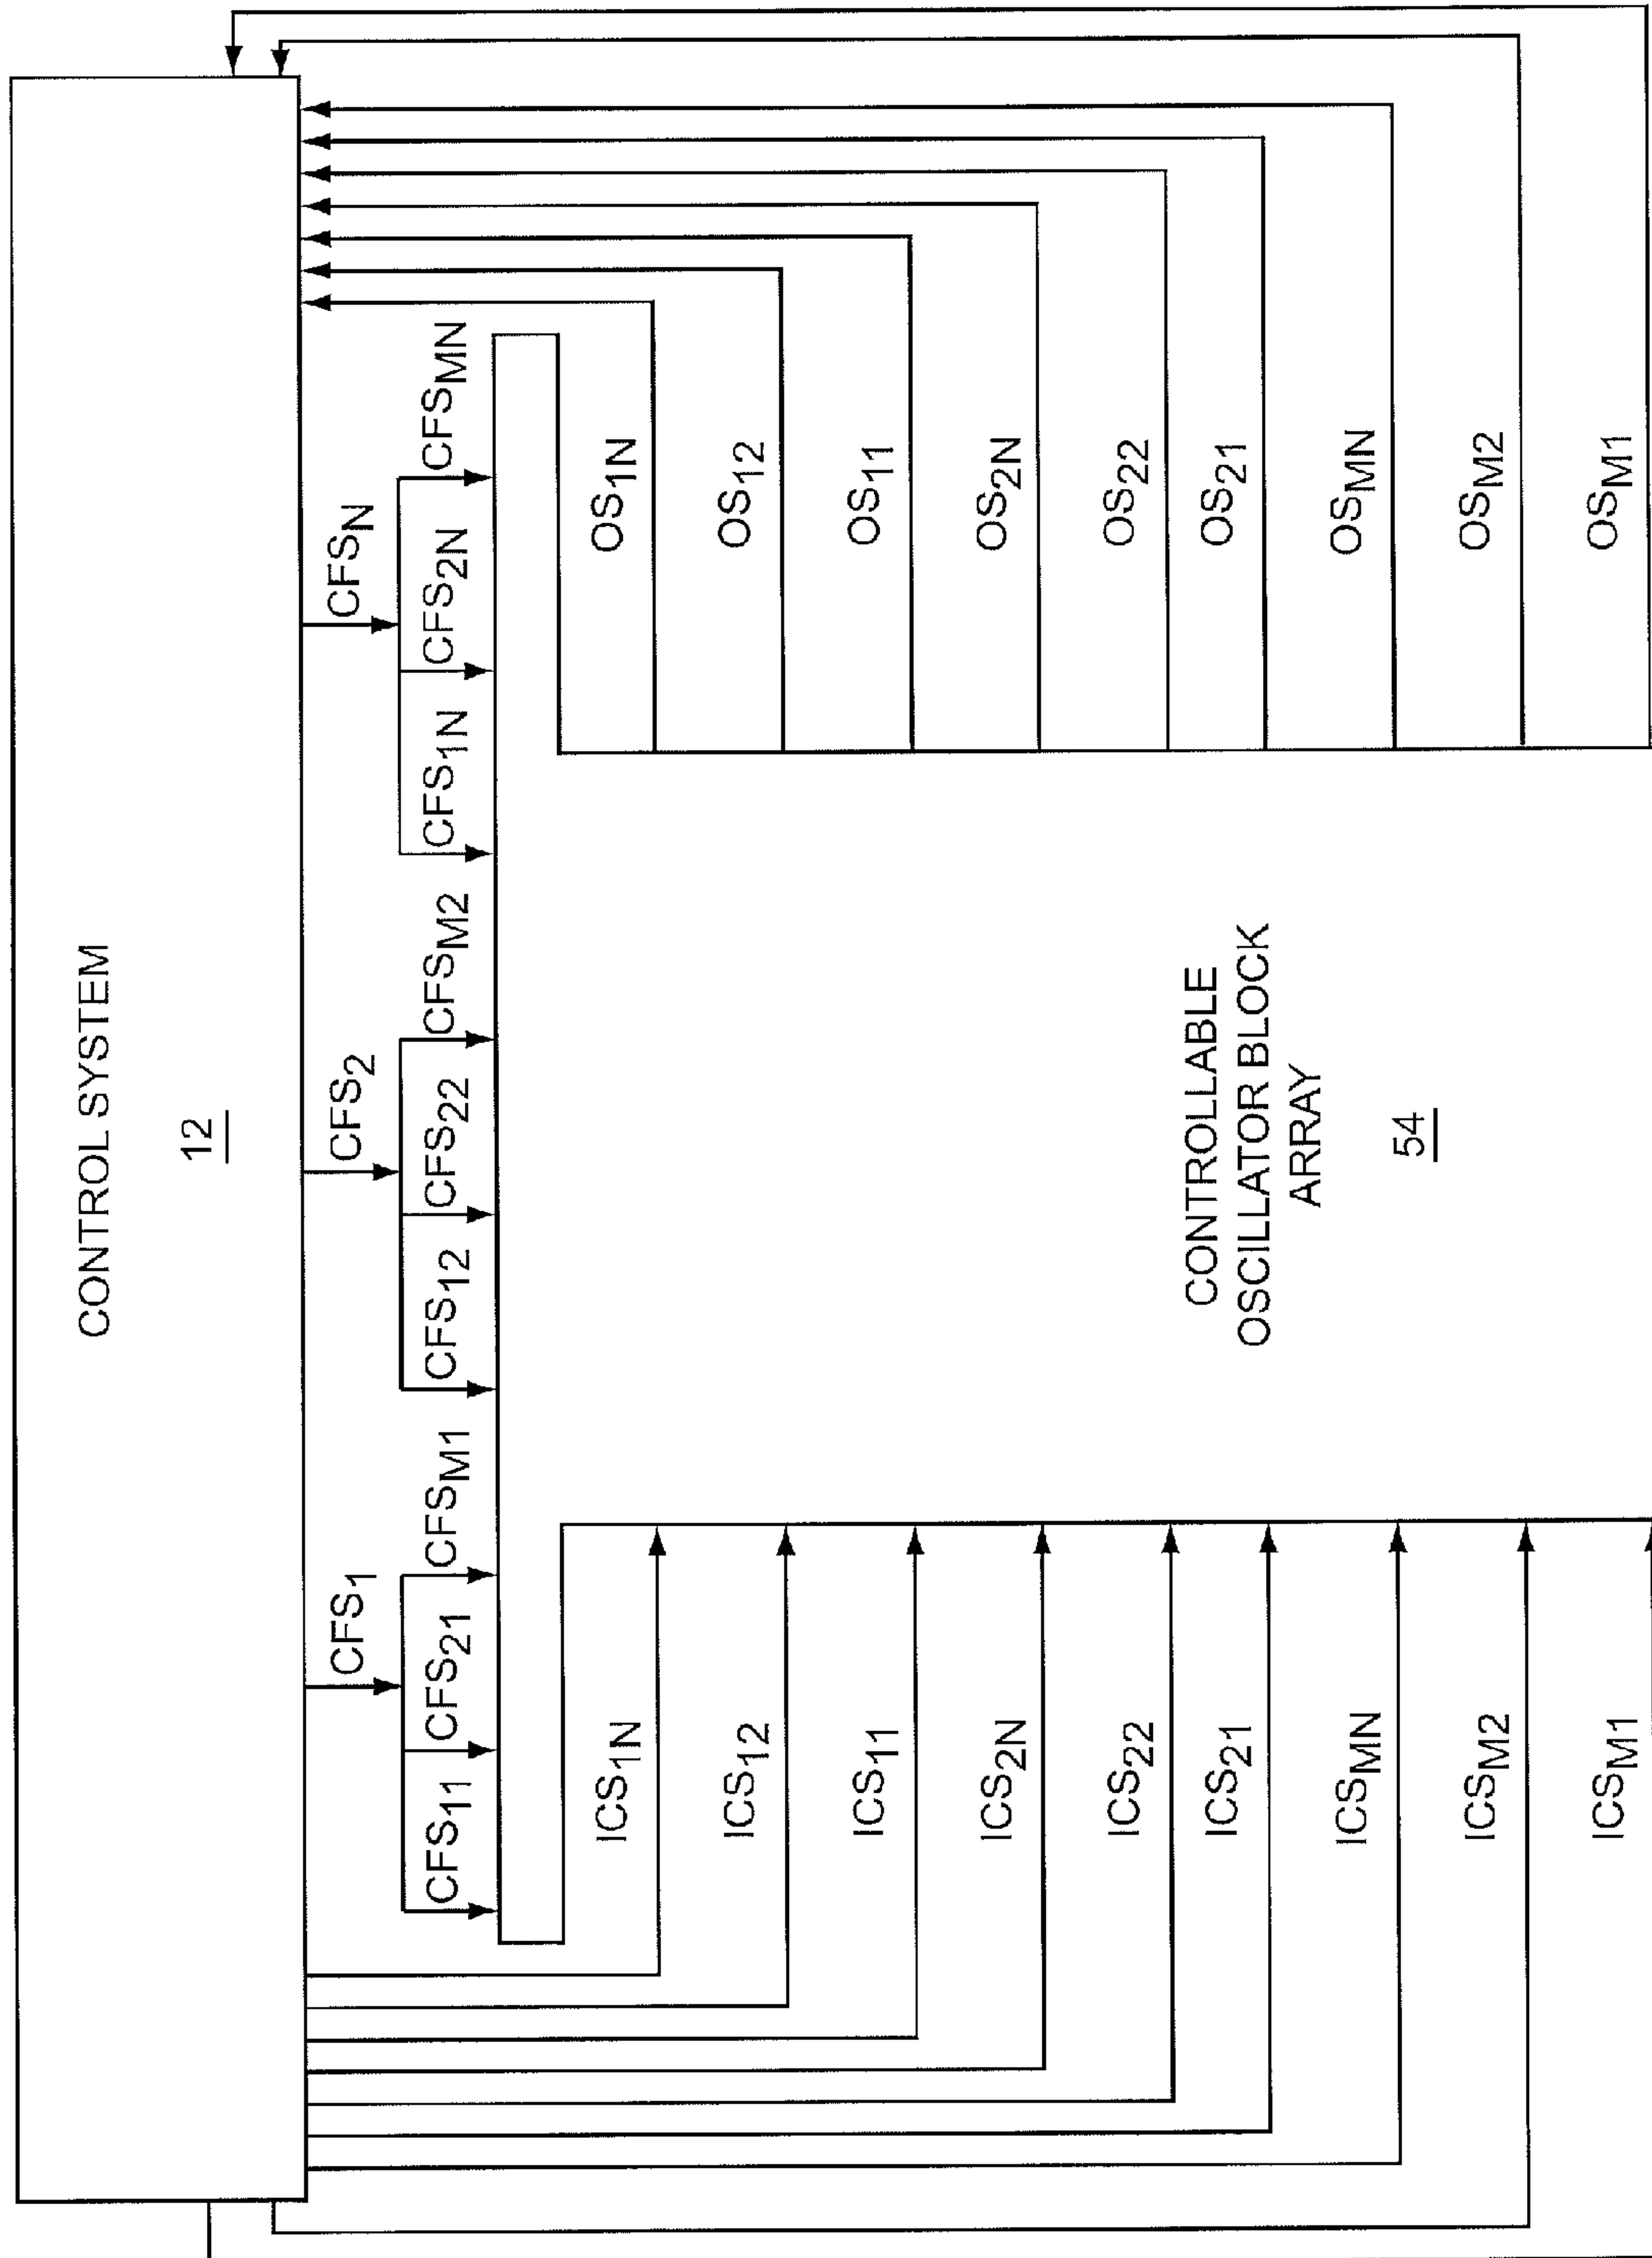 CONTROL SYSTEM
12
CFS1
CFS2
CFSN
CFS11
CFS21
CFSM1
CFS12
CFS22
CFSM2
CFS1N
CFS2N
CFSMN
ICS1N
OS1N
ICS12
OS12
ICS11
OS11
ICS2N
OS2N
ICS22
OS22
ICS21
OS21
ICSMN
OSMN
ICSM2
OSM2
ICSM1
OSM1
CONTROLLABLE
OSCILLATOR BLOCK
ARRAY
54